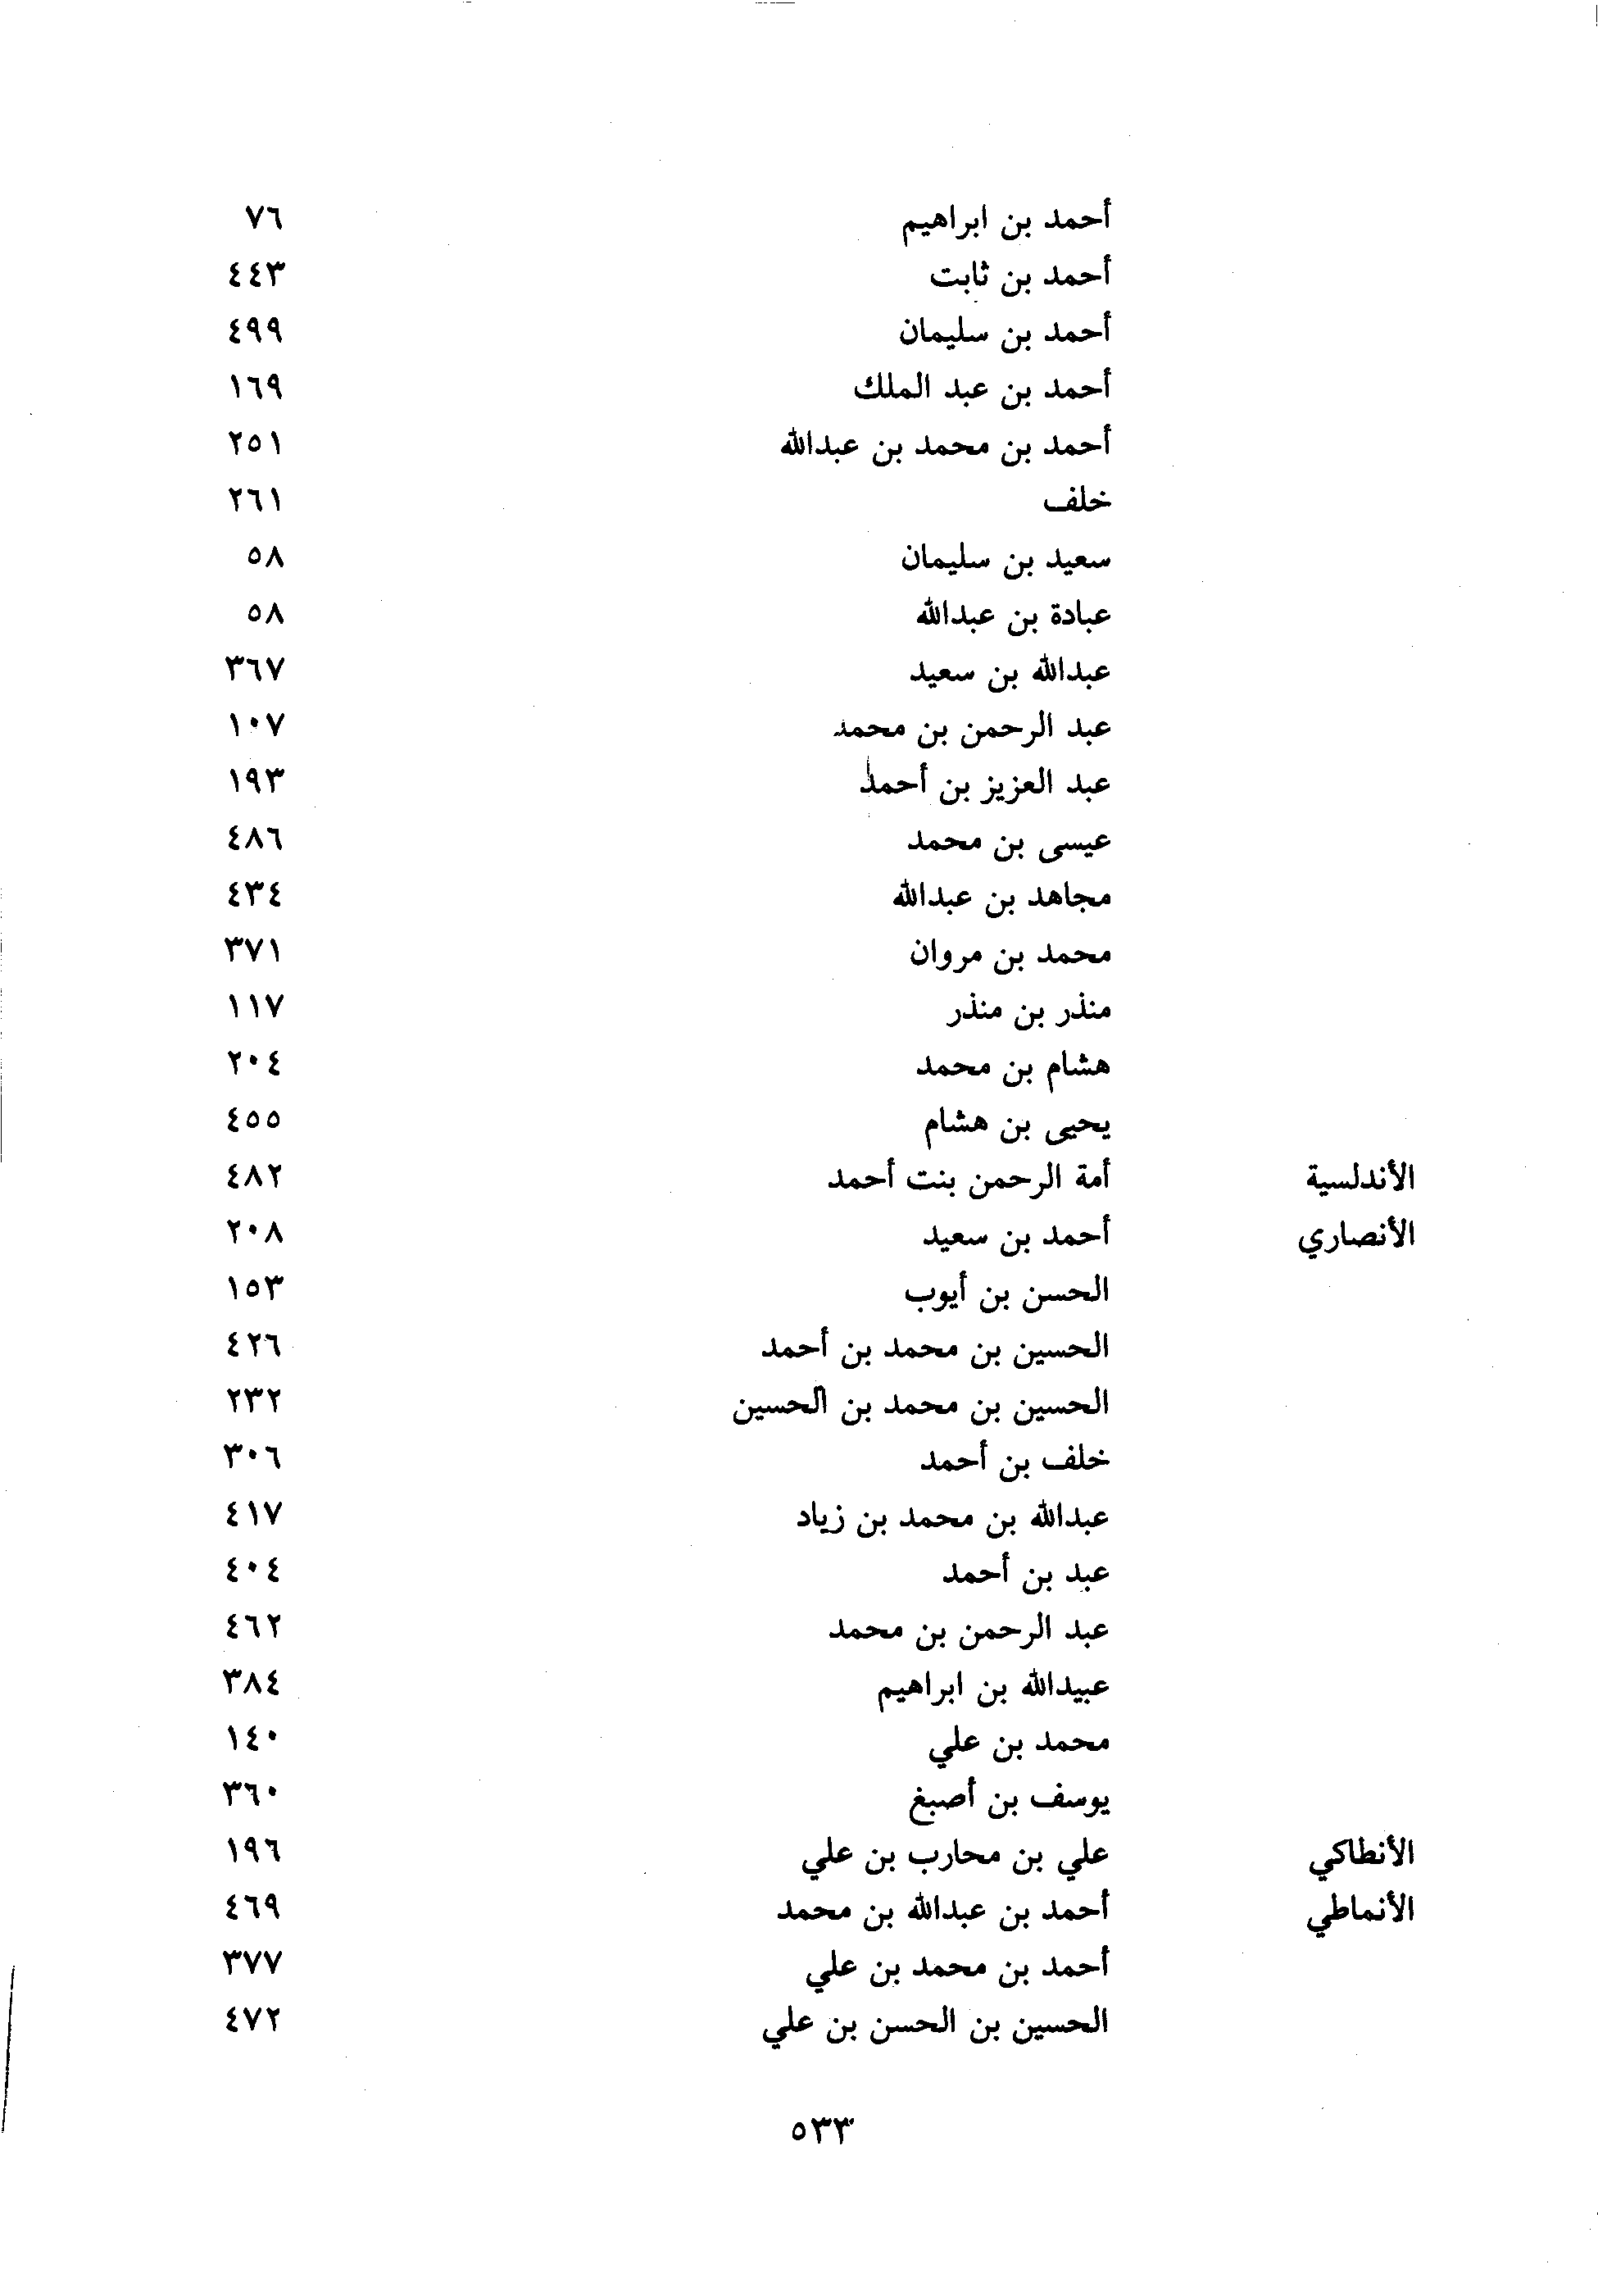 أحمد بن ابراهيم ٧٦
أحمد بن ثابت ٤٤٣
أحمد بن سليمان ٤٩٩
أحمد بن عبد الملك ١٦٩
أحمد بن محمد بن عبدالله ٢٥١
خلف ٢٦١
سعيد بن سليمان ٥٨
عبادة بن عبدالله ٥٨
عبدالله بن سعيد ٣٦٧
عبد الرحمن بن محمد ١٠٧
عبد العزيز بن أحمد ١٩٣
عيسى بن محمد ٤٨٦
مجاهد بن عبدالله ٤٣٤
محمد بن مروان ٣٧١
منذر بن منذر ١١٧
هشام بن محمد ٢٠٤
يحيى بن هشام ٤٥٥
الأندلسية أمة الرحمن بنت أحمد ٤٨٢
الأنصاري أحمد بن سعيد ٢٠٨
الحسن بن أيوب ١٥٣
الحسين بن محمد بن أحمد ٤٢٦
الحسين بن محمد بن الحسين ٢٣٢
خلف بن أحمد ٣٠٦
عبدالله بن محمد بن زياد ٤١٧
عبد بن أحمد ٤٠٤
عبد الرحمن بن محمد ٤٦٢
عبيدالله بن ابراهيم ٣٨٤
محمد بن علي ١٤٠
يوسف بن أصبغ ٣٦٠
الأنطاكي علي بن محارب بن علي ١٩٦
الأنماطي أحمد بن عبدالله بن محمد ٤٦٩
أحمد بن محمد بن علي ٣٧٧
الحسين بن الحسن بن علي ٤٧٢
٥٣٣